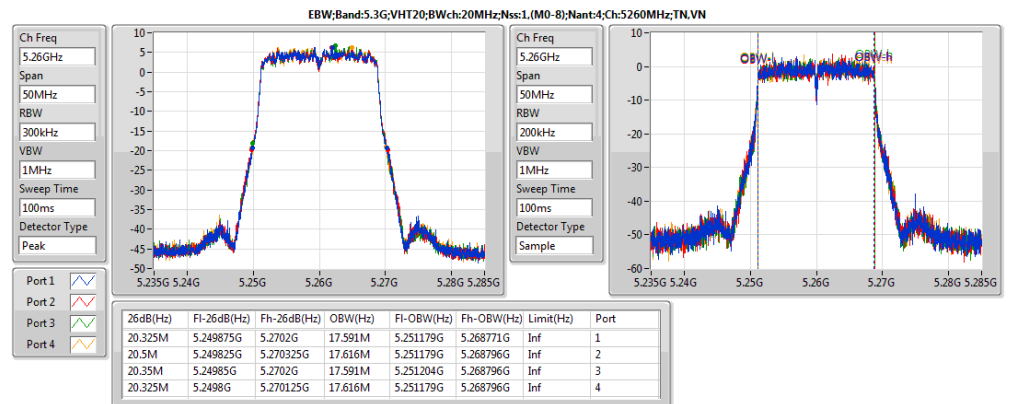 EBW;Band:5.3G;VHT20;BWch:20MHz;Nss:1,(M0-8);Nant:4;Ch:5260MHz;TN,VN
Ch Freq
5.26GHz
Span
50MHz
RBW
300kHz
VBW
1MHz
Sweep Time
100ms
Detector Type
Peak
10
5
0
-5
-10
-15
-20
-25
-30
-35
-40
-45
-50
5.235G 5.24G 5.25G 5.26G 5.27G 5.28G 5.285G
Ch Freq
5.26GHz
Span
50MHz
RBW
200kHz
VBW
1MHz
Sweep Time
100ms
Detector Type
Sample
10
0
-10
-20
-30
-40
-50
-60
OBW-h
5.235G 5.24G 5.25G 5.26G 5.27G 5.28G 5.285G
Port 1
Port 2
Port 3
Port 4
26dB(Hz) Fl-26dB(Hz) Fh-26dB(Hz) OBW(Hz) Fl-OBW(Hz) Fh-OBW(Hz) Limit(Hz) Port
20.325M 5.249875G 5.2702G 17.591M 5.251179G 5.268771G Inf 1
20.5M 5.249825G 5.270325G 17.616M 5.251179G 5.268796G Inf 2
20.35M 5.24985G 5.2702G 17.591M 5.251204G 5.268796G Inf 3
20.325M 5.2498G 5.270125G 17.616M 5.251179G 5.268796G Inf 4